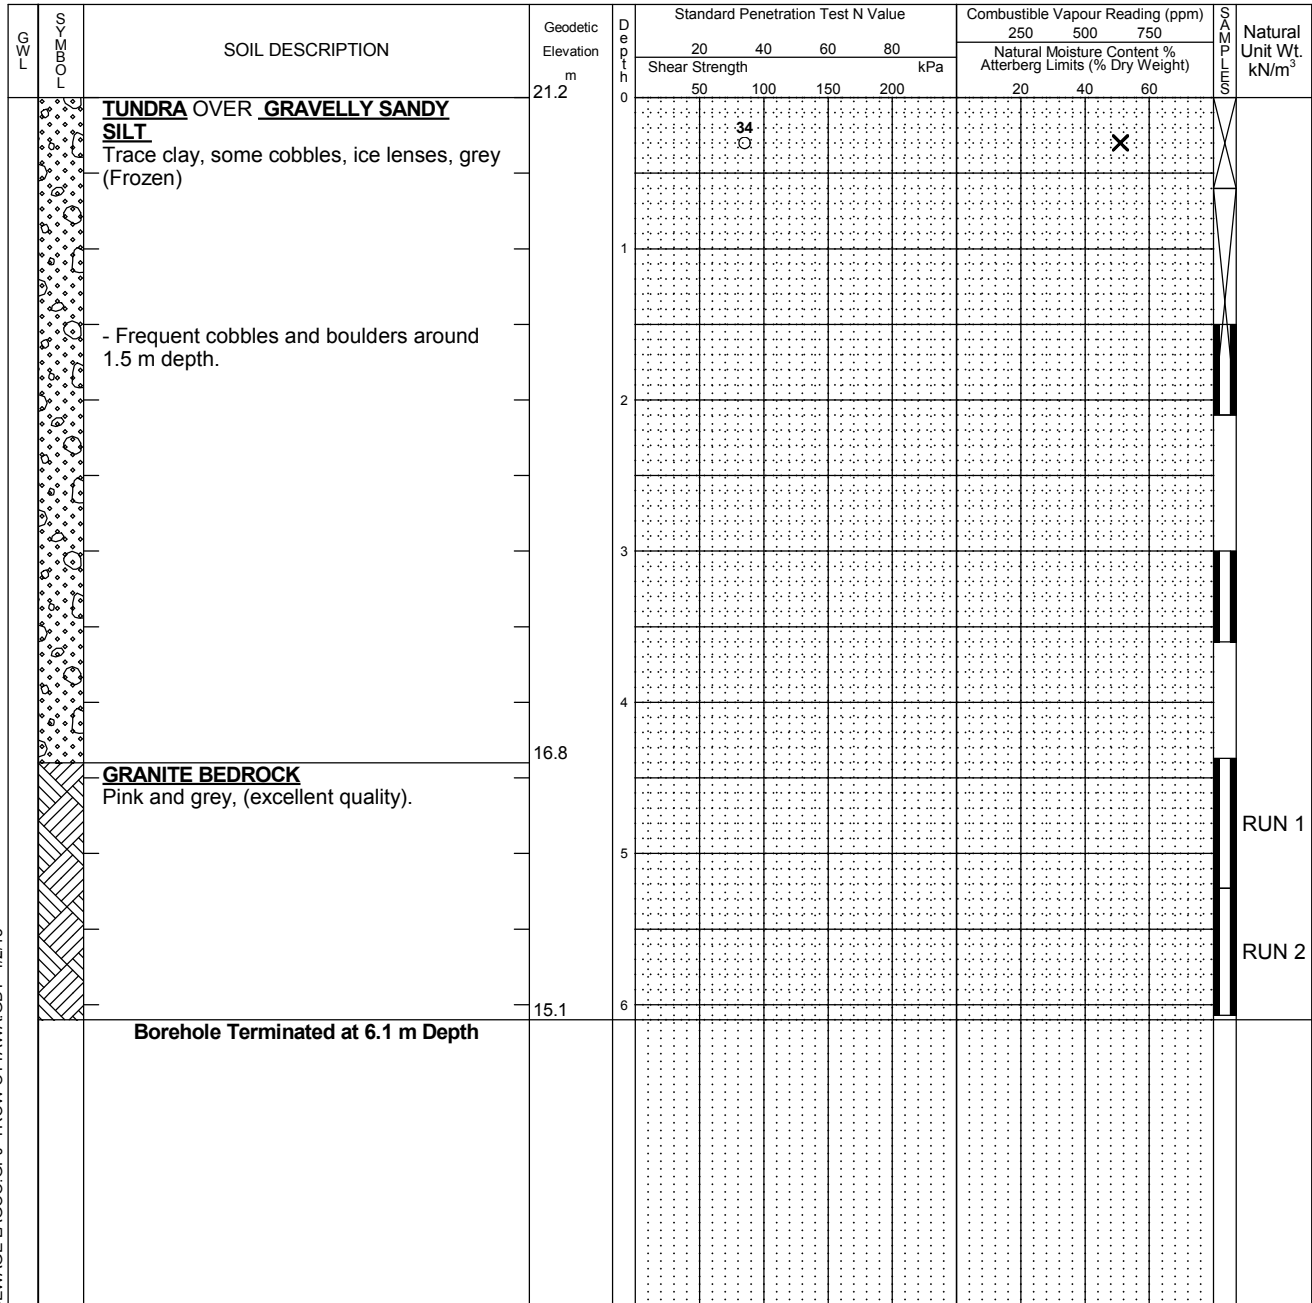 GWL
SYMBOL
SOIL DESCRIPTION
Geodetic
Elevation
m
Depth
Standard Penetration Test N Value
20 40 60 80
Shear Strength kPa
50 100 150 200
Combustible Vapour Reading (ppm)
250 500 750
Natural Moisture Content %
Atterberg Limits (% Dry Weight)
20 40 60
SAMPLES
Natural
Unit Wt.
kN/m³
21.2
0
TUNDRA OVER GRAVELLY SANDY
SILT
Trace clay, some cobbles, ice lenses, grey
(Frozen)
34
1
- Frequent cobbles and boulders around
1.5 m depth.
2
3
4
16.8
GRANITE BEDROCK
Pink and grey, (excellent quality).
RUN 1
5
RUN 2
15.1
6
Borehole Terminated at 6.1 m Depth